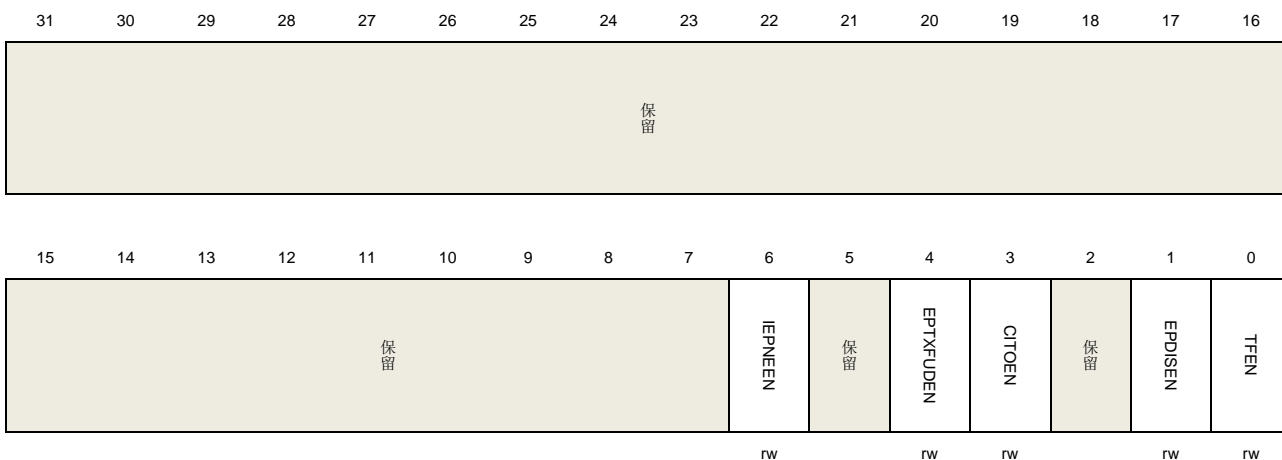 31 30 29 28 27 26 25 24 23 22 21 20 19 18 17 16
保留
15 14 13 12 11 10 9 8 7 6 5 4 3 2 1 0
保留 IEPNEEN 保留 EPTXFUDEN CITOEN 保留 EPDISEN TFEN
rw rw rw rw rw